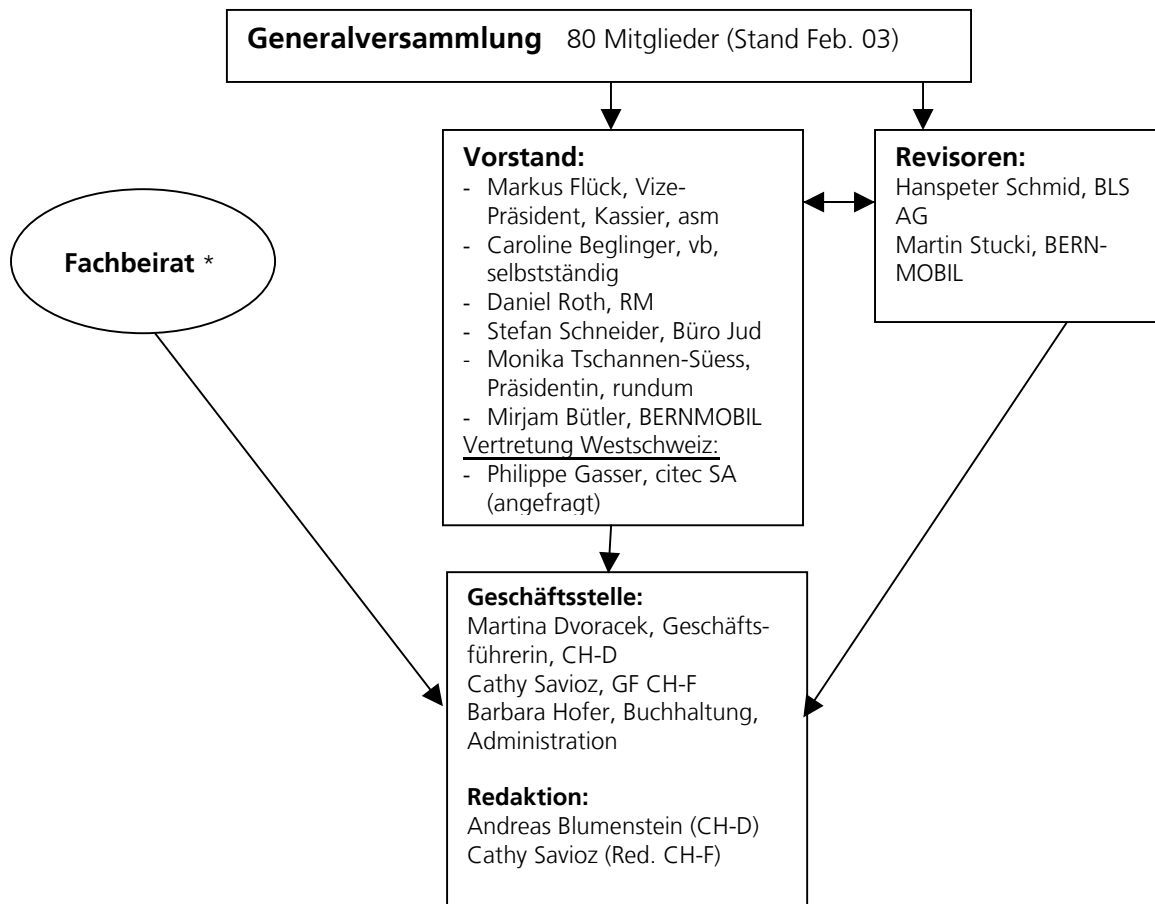 Generalversammlung 80 Mitglieder (Stand Feb. 03)
Vorstand:
- Markus Flück, Vize-
Präsident, Kassier, asm
- Caroline Beglinger, vb,
selbstständig
- Daniel Roth, RM
- Stefan Schneider, Büro Jud
- Monika Tschannen-Süess,
Präsidentin, rundum
- Mirjam Bütler, BERNMOBIL
Vertretung Westschweiz:
- Philippe Gasser, citec SA
(angefragt)
Revisoren:
Hanspeter Schmid, BLS
AG
Martin Stucki, BERN-
MOBIL
Fachbeirat *
Geschäftsstelle:
Martina Dvoracek, Geschäfts-
führerin, CH-D
Cathy Savioz, GF CH-F
Barbara Hofer, Buchhaltung,
Administration
Redaktion:
Andreas Blumenstein (CH-D)
Cathy Savioz (Red. CH-F)